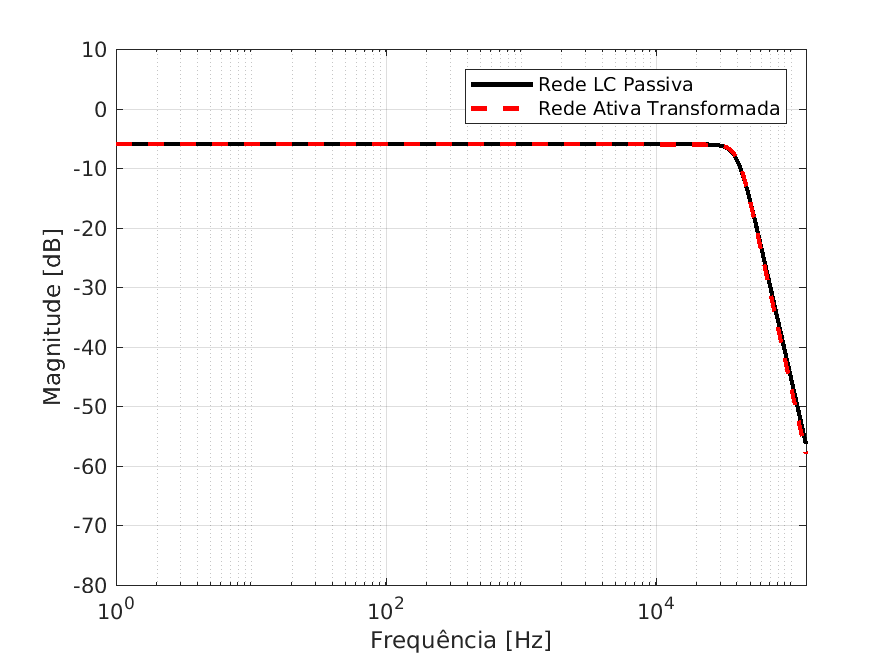 10
0
-10
-20
-30
-40
-50
-60
-70
-80
Magnitude [dB]
Rede LC Passiva
Rede Ativa Transformada
10^0 10^2 10^4
Frequência [Hz]